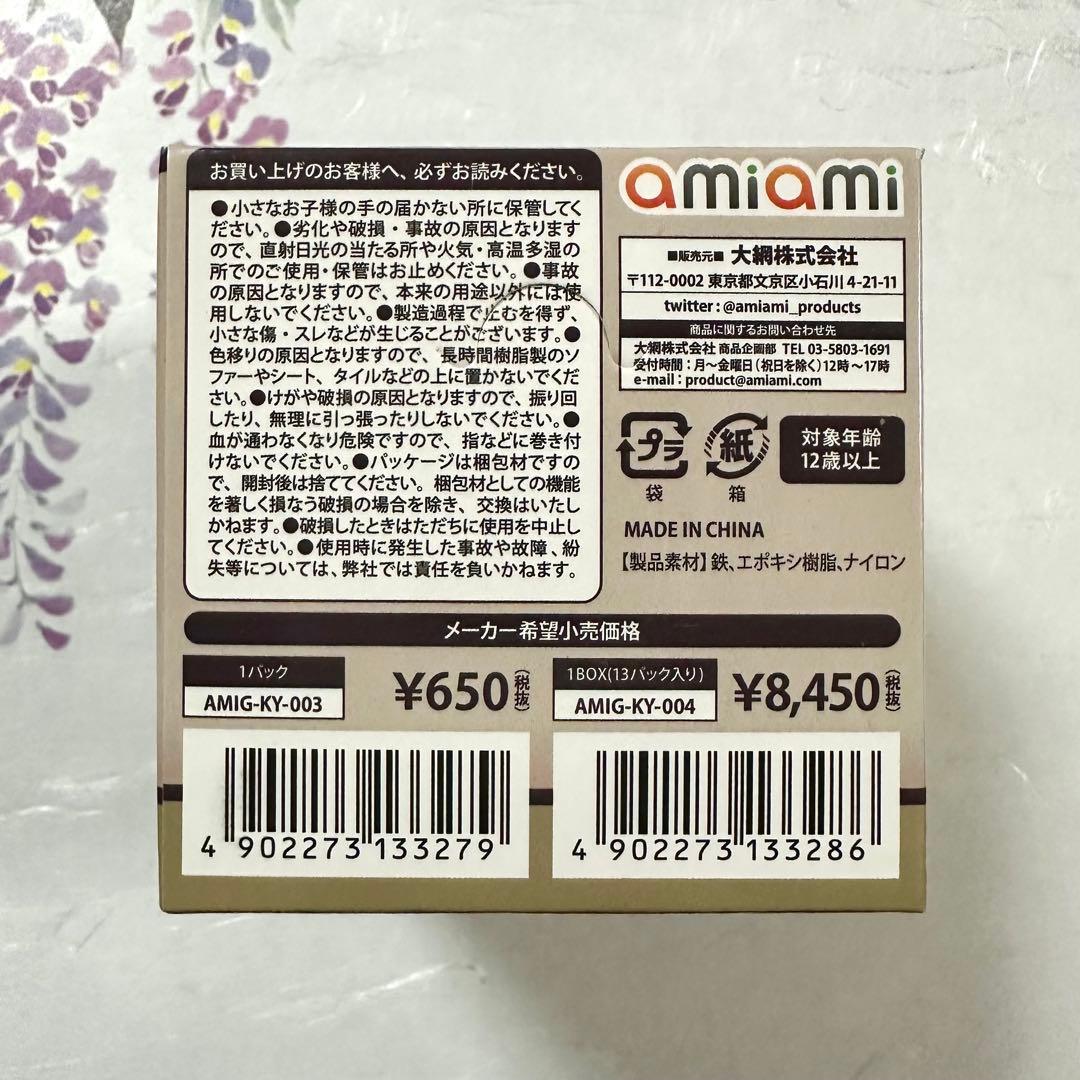 お買い上げのお客様へ、必ずお読みください。
●小さなお子様の手の届かない所に保管してく
ださい。●劣化や破損・事故の原因となります
ので、直射日光の当たる所や火気・高温多湿の
所でのご使用・保管はお止めください。●事故
の原因となりますので、本来の用途以外には使
用しないでください。●製造過程で止むを得ず、
小さな傷・スレなどが生じることがございます。●
色移りの原因となりますので、長時間樹脂製のソ
ファーやシート、タイルなどの上に置かないでくだ
さい。●けがや破損の原因となりますので、振り回
したり、無理に引っ張ったりしないでください。●
血が通わなくなり危険ですので、指などに巻き付
けないでください。●パッケージは梱包材ですの
で、開封後は捨ててください。梱包材としての機能
を著しく損なう破損の場合を除き、交換はいたし
かねます。●破損したときはただちに使用を中止し
てください。●使用時に発生した事故や故障、紛
失等については、弊社では責任を負いかねます。
amiami
■販売元■ 大網株式会社
〒112-0002 東京都文京区小石川 4-21-11
twitter:@amiami_products
商品に関するお問い合わせ先
大網株式会社 商品企画部 TEL 03-5803-1691
受付時間:月〜金曜日(祝日を除く)12時〜17時
e-mail:product@amiami.com
プラ
袋
紙
箱
対象年齢
12歳以上
MADE IN CHINA
【製品素材】鉄、エポキシ樹脂、ナイロン
メーカー希望小売価格
1パック
AMIG-KY-003
¥650(税抜)
1BOX(13パック入り)
AMIG-KY-004
¥8,450(税抜)
4 902273 133279
4 902273 133286